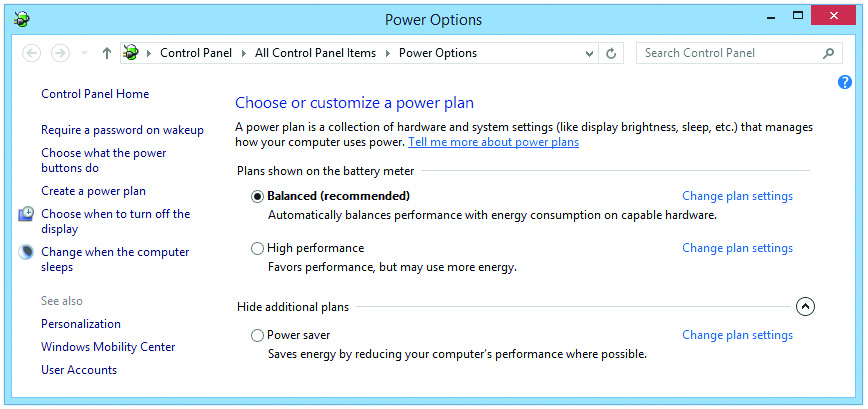 Power Options
Control Panel
All Control Panel Items
Power Options
Search Control Panel
?
Control Panel Home
Require a password on wakeup
Choose what the power
buttons do
Create a power plan
Choose when to turn off the
display
Change when the computer
sleeps
See also
Personalization
Windows Mobility Center
User Accounts
Choose or customize a power plan
A power plan is a collection of hardware and system settings (like display brightness, sleep, etc.) that manages
how your computer uses power. Tell me more about power plans
Plans shown on the battery meter
Balanced (recommended) Change plan settings
Automatically balances performance with energy consumption on capable hardware.
High performance Change plan settings
Favors performance, but may use more energy.
Hide additional plans
Power saver Change plan settings
Saves energy by reducing your computer's performance where possible.